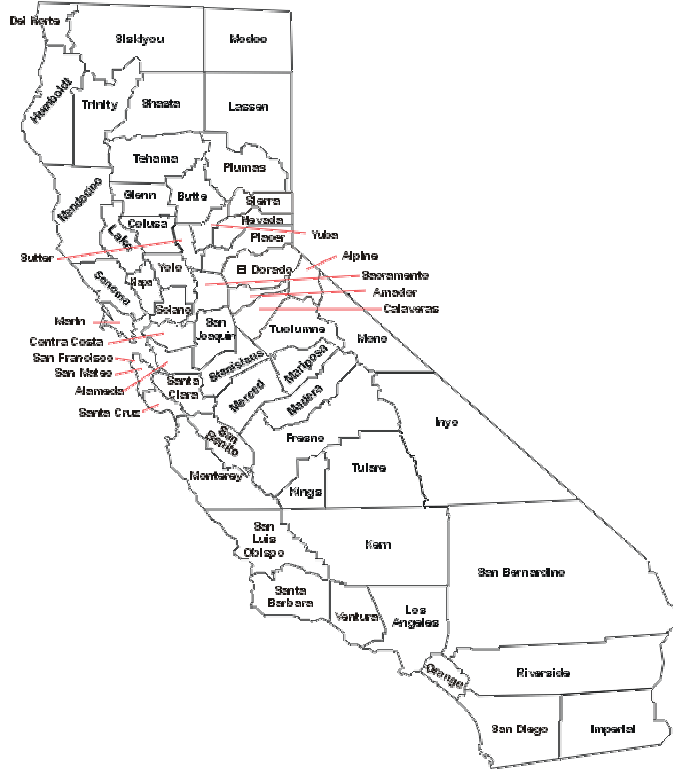 Del Norte
Siskiyou
Modoc
Humboldt
Trinity
Shasta
Lassen
Tehama
Plumas
Mendocino
Glenn
Butte
Sierra
Colusa
Nevada
Lake
Placer
Yuba
Sutter
Yolo
El Dorado
Alpine
Sonoma
Napa
Sacramento
Amador
Solano
Calaveras
Marin
San
Joaquin
Tuolumne
Mono
Contra Costa
San Francisco
Stanislaus
Mariposa
San Mateo
Santa
Clara
Alameda
Merced
Madera
Santa Cruz
Inyo
San
Benito
Fresno
Tulare
Monterey
Kings
San
Luis
Obispo
Kern
San Bernardino
Santa
Barbara
Ventura
Los
Angeles
Orange
Riverside
San Diego
Imperial